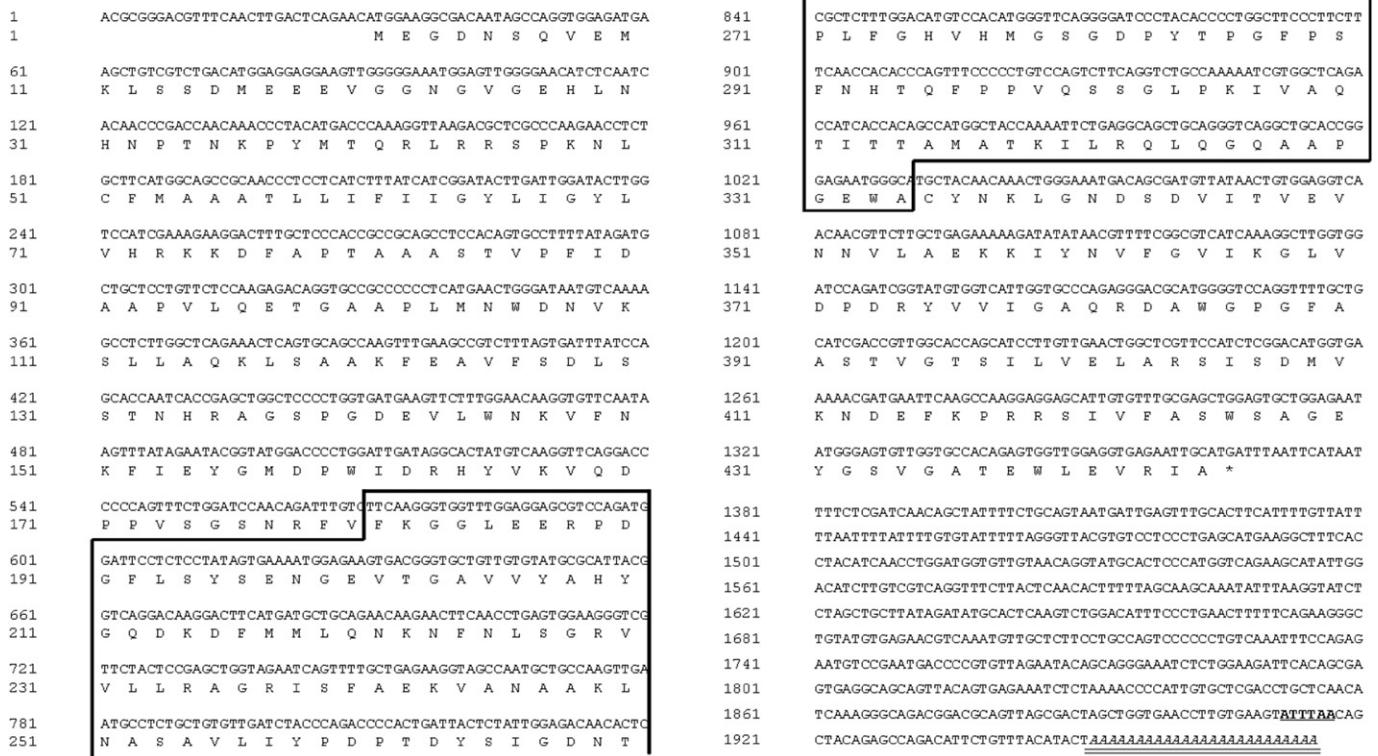 1 ACGCGGGACGTTTCAACTTGACTCAGAACATGGAAGGCGACAATAGCCAGGTGGAGATGA
1 M E G D N S Q V E M
61 AGCTGTCGTCTGACATGGAGGAGGAAGTTGGGGGAAATGGAGTTGGGGAACATCTCAATC
11 K L S S D M E E E V G G N G V G E H L N
121 ACAACCCGACCAACAAACCCTACATGACCCAAAGGTTAAGACGCTCGCCCAAGAACCTCT
31 H N P T N K P Y M T Q R L R R S P K N L
181 GCTTCATGGCAGCCGCAACCCTCCTCATCTTTATCATCGGATACTTGATTGGATACTTGG
51 C F M A A A T L L I F I I G Y L I G Y L
241 TCCATCGAAAGAAGGACTTTGCTCCCACCGCCGCAGCCTCCACAGTGCCTTTTATAGATG
71 V H R K K D F A P T A A A S T V P F I D
301 CTGCTCCTGTTCTCCAAGAGACAGGTGCCGCCCCCCTCATGAACTGGGATAATGTCAAAA
91 A A P V L Q E T G A A P L M N W D N V K
361 GCCTCTTGGCTCAGAAACTCAGTGCAGCCAAGTTTGAAGCCGTCTTTAGTGATTTATCCA
111 S L L A Q K L S A A K F E A V F S D L S
421 GCACCAATCACCGAGCTGGCTCCCCTGGTGATGAAGTTCTTTGGAACAAGGTGTTCAATA
131 S T N H R A G S P G D E V L W N K V F N
481 AGTTTATAGAATACGGTATGGACCCCTGGATTGATAGGCACTATGTCAAGGTTCAGGACC
151 K F I E Y G M D P W I D R H Y V K V Q D
541 CCCCAGTTTCTGGATCCAACAGATTTGTCTTCAAGGGTGGTTTGGAGGAGCGTCCAGATG
171 P P V S G S N R F V F K G G L E E R P D
601 GATTCCTCTCCTATAGTGAAAATGGAGAAGTGACGGGTGCTGTTGTGTATGCGCATTACG
191 G F L S Y S E N G E V T G A V V Y A H Y
661 GTCAGGACAAGGACTTCATGATGCTGCAGAACAAGAACTTCAACCTGAGTGGAAGGGTCG
211 G Q D K D F M M L Q N K N F N L S G R V
721 TTCTACTCCGAGCTGGTAGAATCAGTTTTGCTGAGAAGGTAGCCAATGCTGCCAAGTTGA
231 V L L R A G R I S F A E K V A N A A K L
781 ATGCCTCTGCTGTGTTGATCTACCCAGACCCCACTGATTACTCTATTGGAGACAACACTC
251 N A S A V L I Y P D P T D Y S I G D N T
841 CGCTCTTTGGACATGTCCACATGGGTTCAGGGGATCCCTACACCCCTGGCTTCCCTTCTT
271 P L F G H V H M G S G D P Y T P G F P S
901 TCAACCACACCCAGTTTCCCCCTGTCCAGTCTTCAGGTCTGCCAAAAATCGTGGCTCAGA
291 F N H T Q F P P V Q S S G L P K I V A Q
961 CCATCACCACAGCCATGGCTACCAAAATTCTGAGGCAGCTGCAGGGTCAGGCTGCACCGG
311 T I T T A M A T K I L R Q L Q G Q A A P
1021 GAGAATGGGCATGCTACAACAAACTGGGAAATGACAGCGATGTTATAACTGTGGAGGTCA
331 G E W A C Y N K L G N D S D V I T V E V
1081 ACAACGTTCTTGCTGAGAAAAAGATATATAACGTTTTCGGCGTCATCAAAGGCTTGGTGG
351 N N V L A E K K I Y N V F G V I K G L V
1141 ATCCAGATCGGTATGTGGTCATTGGTGCCCAGAGGGACGCATGGGGTCCAGGTTTTGCTG
371 D P D R Y V V I G A Q R D A W G P G F A
1201 CATCGACCGTTGGCACCAGCATCCTTGTTGAACTGGCTCGTTCCATCTCGGACATGGTGA
391 A S T V G T S I L V E L A R S I S D M V
1261 AAAACGATGAATTCAAGCCAAGGAGGAGCATTGTGTTTGCGAGCTGGAGTGCTGGAGAAT
411 K N D E F K P R R S I V F A S W S A G E
1321 ATGGGAGTGTTGGTGCCACAGAGTGGTTGGAGGTGAGAATTGCATGATTTAATTCATAAT
431 Y G S V G A T E W L E V R I A *
1381 TTTCTCGATCAACAGCTATTTTCTGCAGTAATGATTGAGTTTGCACTTCATTTTGTTATT
1441 TTAATTTTATTTTGTGTATTTTTAGGGTTACGTGTCCTCCCTGAGCATGAAGGCTTTCAC
1501 CTACATCAACCTGGATGGTGTTGTAACAGGTATGCACTCCCATGGTCAGAAGCATATTGG
1561 ACATCTTGTCGTCAGGTTTCTTACTCAACACTTTTTAGCAAGCAAATATTTAAGGTATCT
1621 CTAGCTGCTTATAGATATGCACTCAAGTCTGGACATTTCCCTGAACTTTTTCAGAAGGGC
1681 TGTATGTGAGAACGTCAAATGTTGCTCTTCCTGCCAGTCCCCCCTGTCAAATTTCCAGAG
1741 AATGTCCGAATGACCCCGTGTTAGAATACAGCAGGGAAATCTCTGGAAGATTCACAGCGA
1801 GTGAGGCAGCAGTTACAGTGAGAAATCTCTAAAACCCCATTGTGCTCGACCTGCTCAACA
1861 TCAAAGGGCAGACGGACGCAGTTAGCGACTAGCTGGTGAACCTTGTGAAGTATTTAACAG
1921 CTACAGAGCCAGACATTCTGTTTACATACTAAAAAAAAAAAAAAAAAAAAAAAAAA